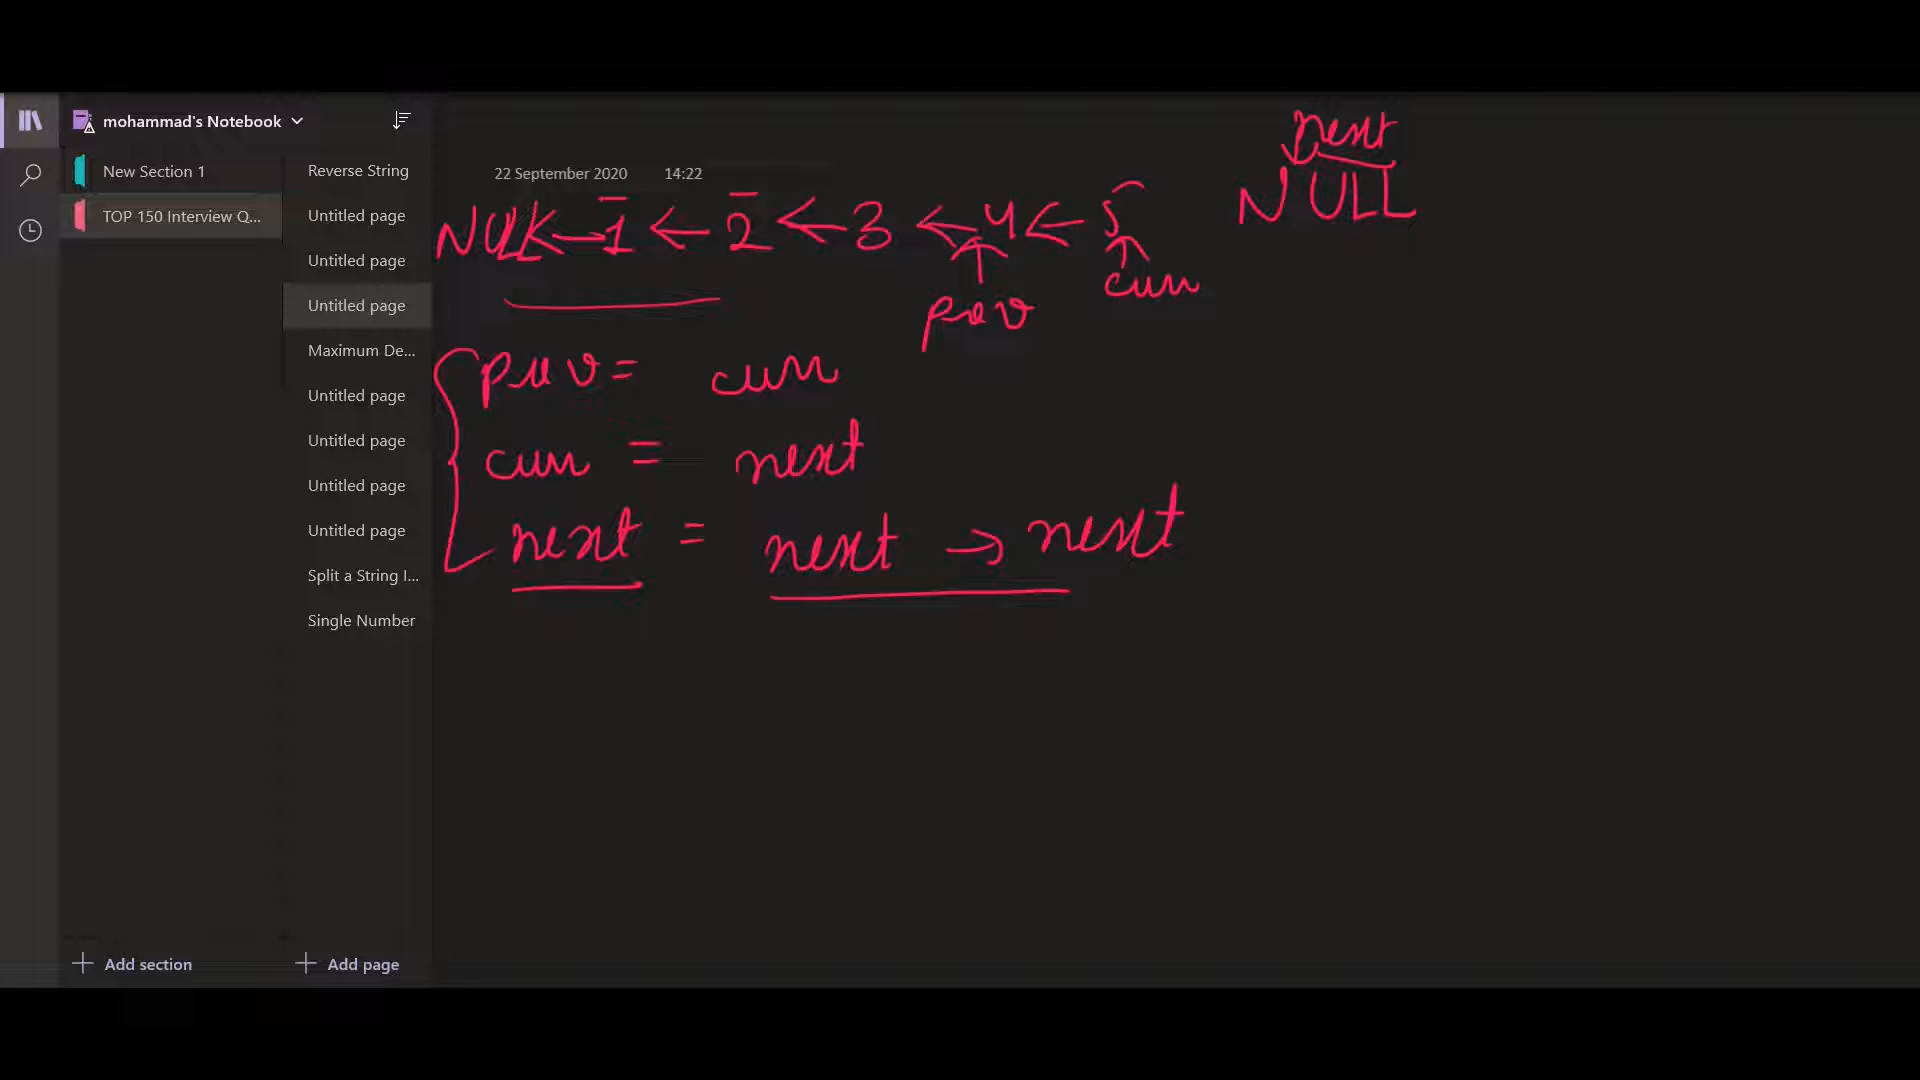 mohammad's Notebook
New Section 1
TOP 150 Interview Q...
Reverse String
Untitled page
Untitled page
Untitled page
Maximum De...
Untitled page
Untitled page
Untitled page
Untitled page
Split a String I...
Single Number
Add section
Add page
22 September 2020 14:22
next
NULL
NULL ← 1 ← 2 ← 3 ← 4 ← 5
prev
curr
prev = curr
curr = next
next = next → next